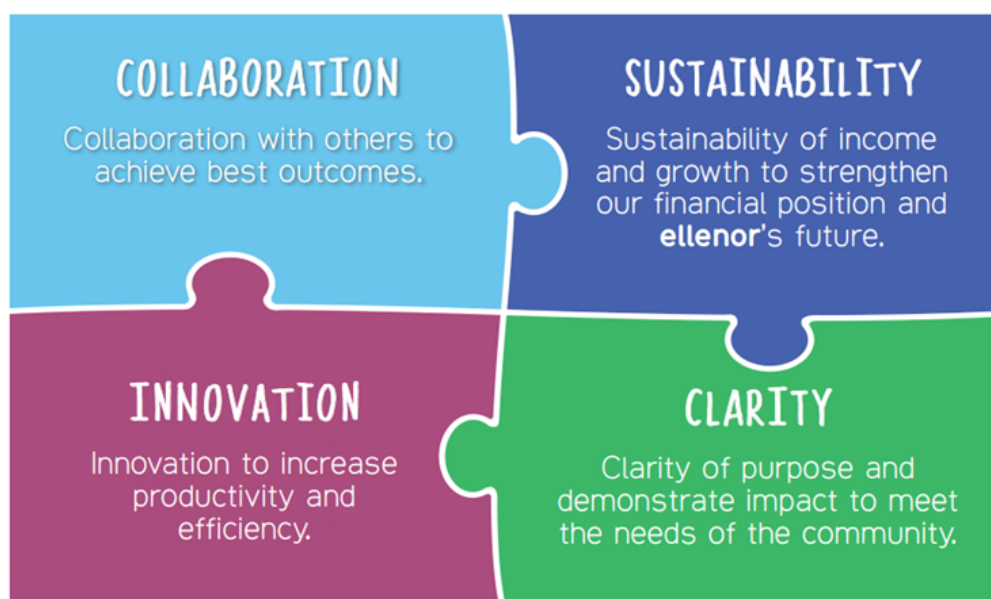 COLLABORATION
Collaboration with others to
achieve best outcomes.
SUSTAINABILITY
Sustainability of income
and growth to strengthen
our financial position and
ellenor's future.
INNOVATION
Innovation to increase
productivity and
efficiency.
CLARITY
Clarity of purpose and
demonstrate impact to meet
the needs of the community.